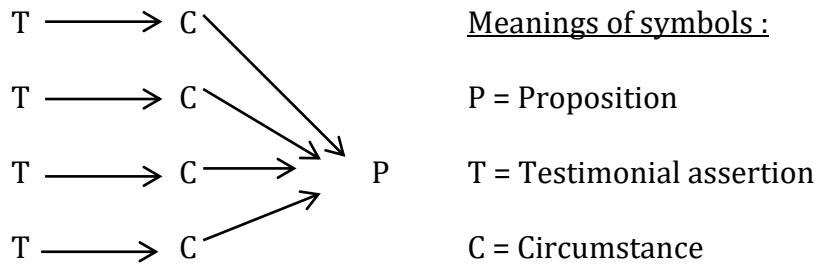 T C Meanings of symbols :
T C P = Proposition
T C P T = Testimonial assertion
T C C = Circumstance